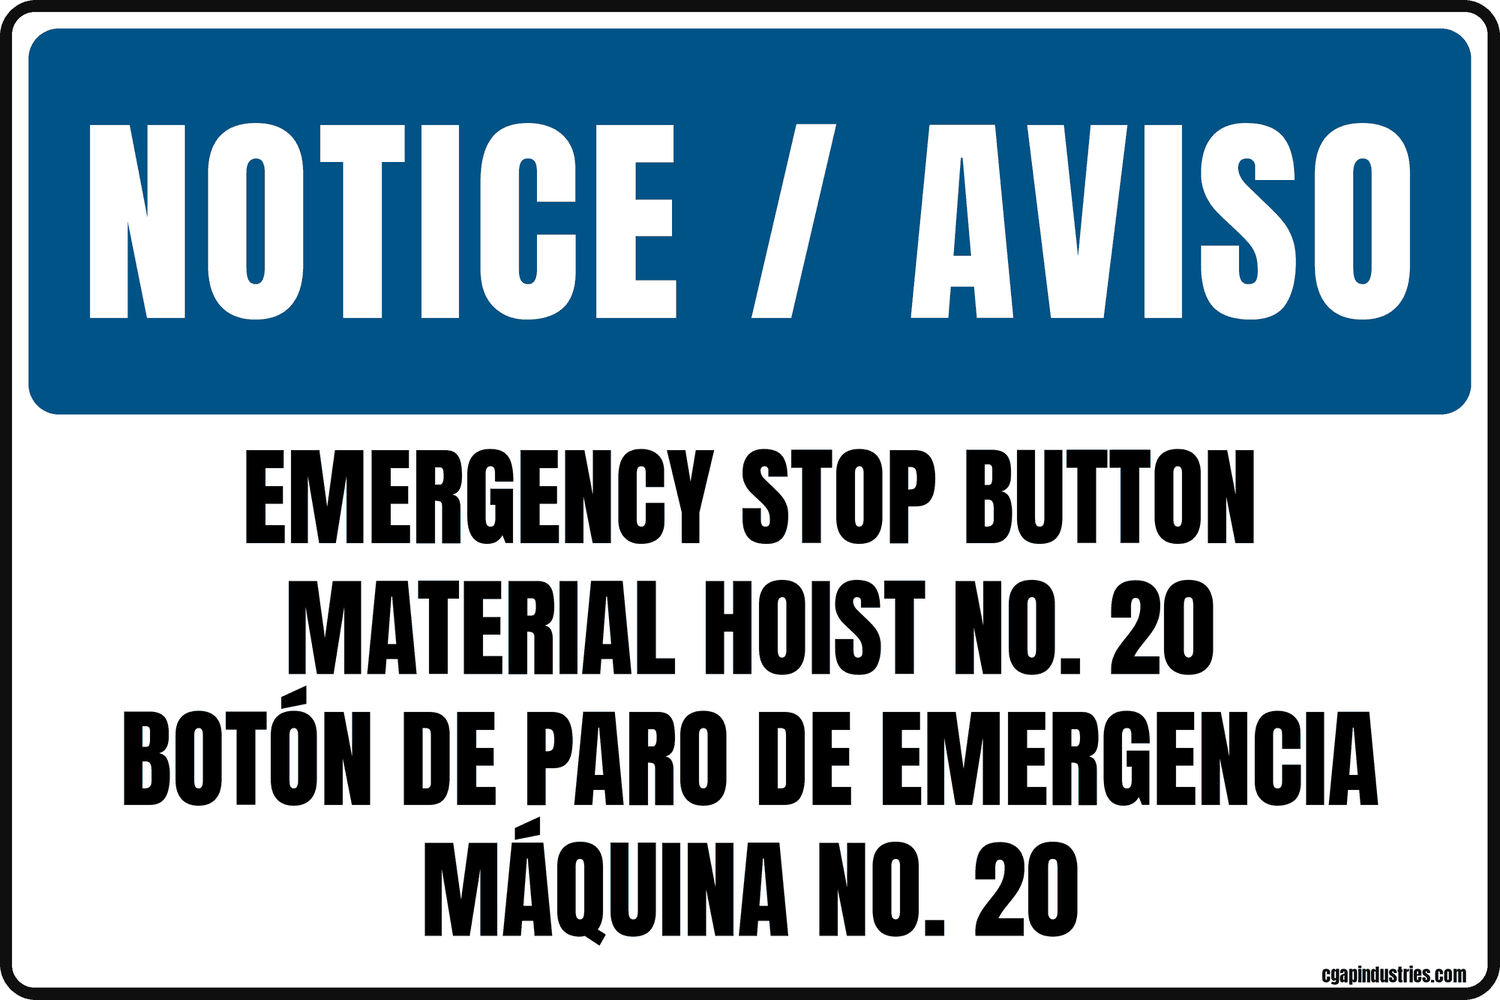 NOTICE / AVISO
EMERGENCY STOP BUTTON
MATERIAL HOIST NO. 20
BOTÓN DE PARO DE EMERGENCIA
MÁQUINA NO. 20
cgapindustries.com